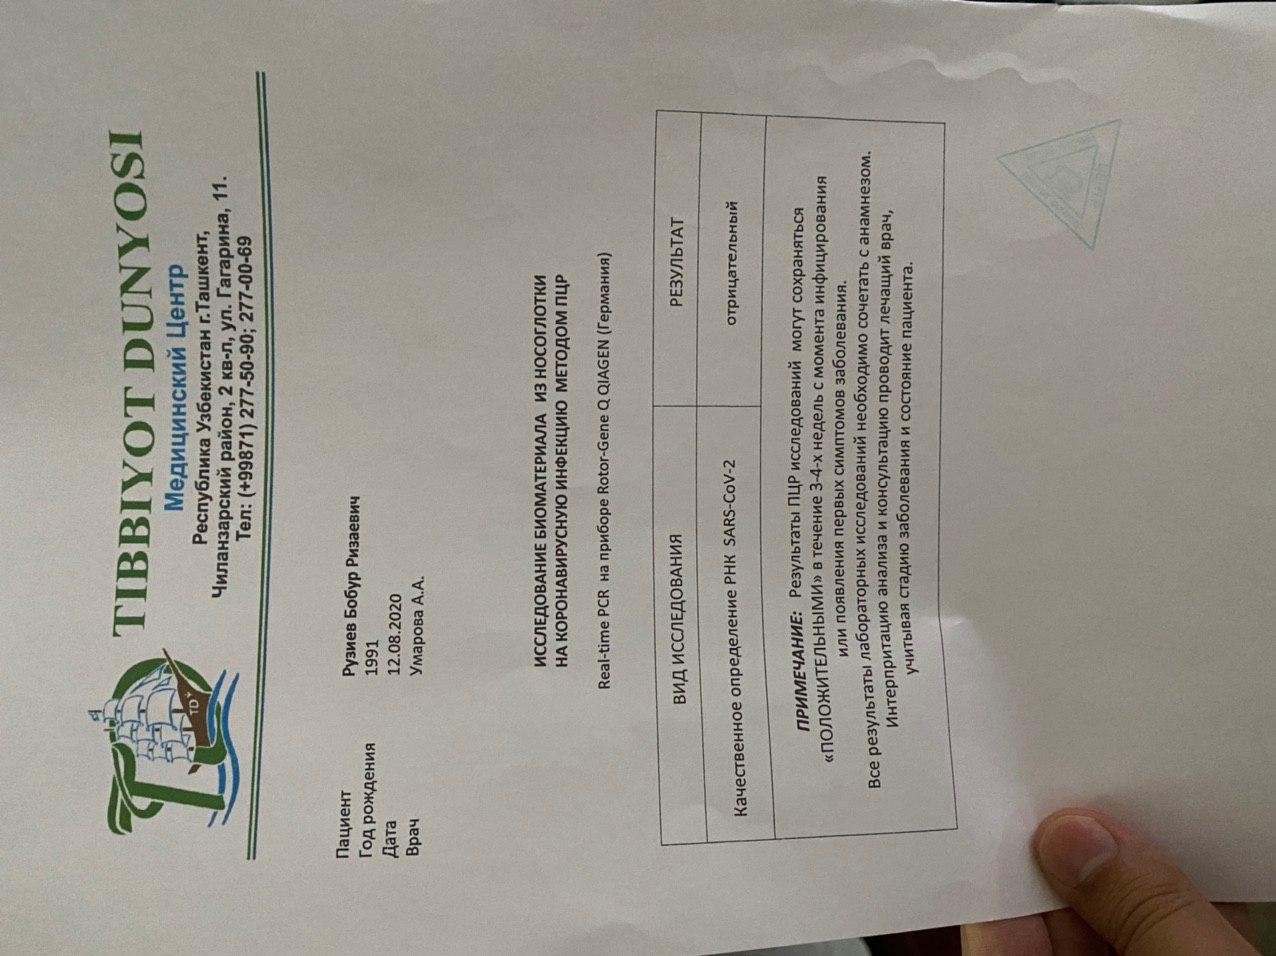 TIBBIYOT DUNYOSI
Медицинский Центр
Республика Узбекистан г.Ташкент,
Чиланзарский район, 2 кв-л, ул. Гагарина, 11.
Тел: (+99871) 277-50-90; 277-00-69
TD+
Пациент Рузиев Бобур Ризаевич
Год рождения 1991
Дата 12.08.2020
Врач Умарова А.А.
ИССЛЕДОВАНИЕ БИОМАТЕРИАЛА ИЗ НОСОГЛОТКИ
НА КОРОНАВИРУСНУЮ ИНФЕКЦИЮ МЕТОДОМ ПЦР
Real-time PCR на приборе Rotor-Gene Q QIAGEN (Германия)
ВИД ИССЛЕДОВАНИЯ РЕЗУЛЬТАТ
Качественное определение РНК SARS-CoV-2 отрицательный
ПРИМЕЧАНИЕ: Результаты ПЦР исследований могут сохраняться
«ПОЛОЖИТЕЛЬНЫМИ» в течение 3-4-х недель с момента инфицирования
или появления первых симптомов заболевания.
Все результаты лабораторных исследований необходимо сочетать с анамнезом.
Интерпритацию анализа и консультацию проводит лечащий врач,
учитывая стадию заболевания и состояние пациента.